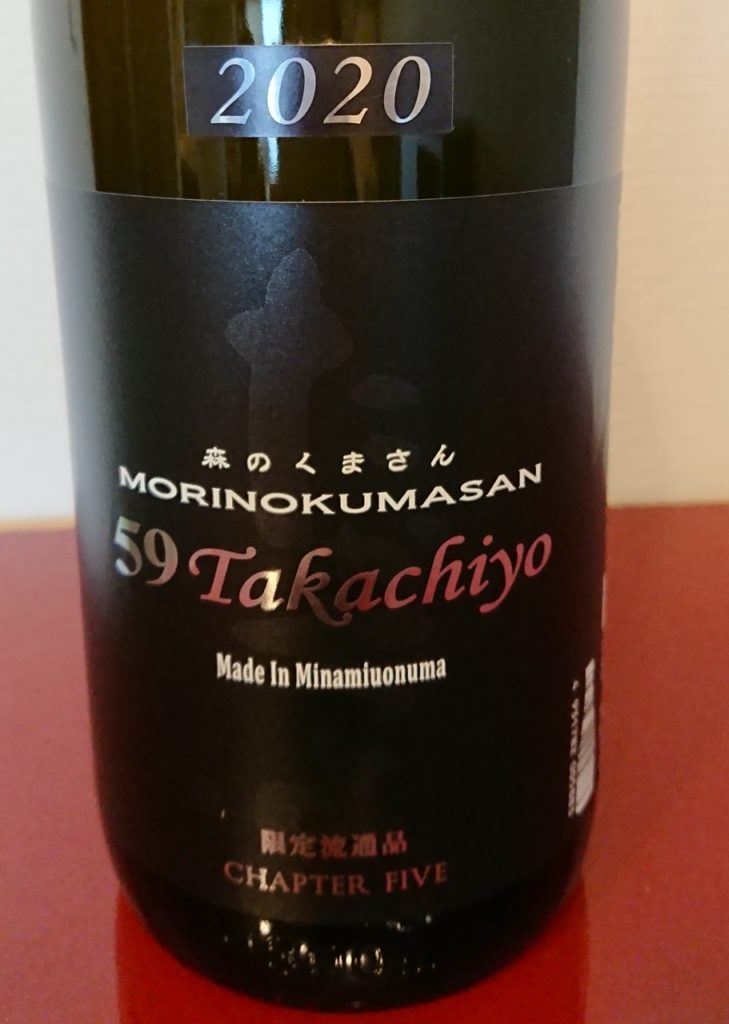 2020
森のくまさん
MORINOKUMASAN
59 Takachiyo
Made In Minamiuonuma
限定流通品
CHAPTER FIVE